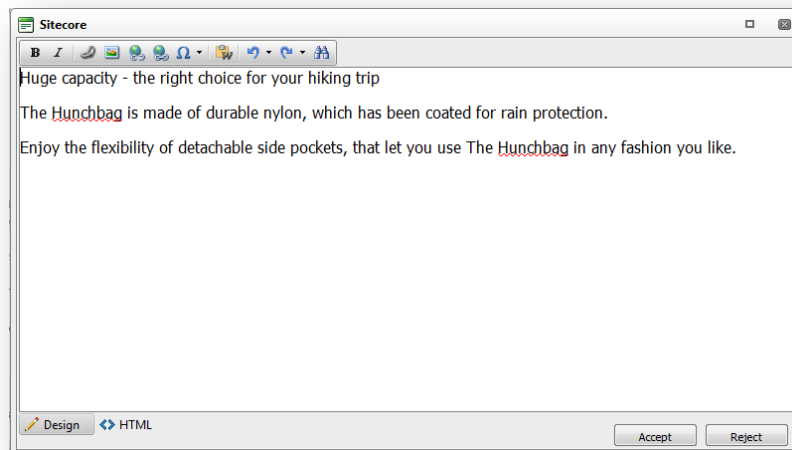 Sitecore
B I Ω
Huge capacity - the right choice for your hiking trip
The Hunchbag is made of durable nylon, which has been coated for rain protection.
Enjoy the flexibility of detachable side pockets, that let you use The Hunchbag in any fashion you like.
Design HTML
Accept Reject